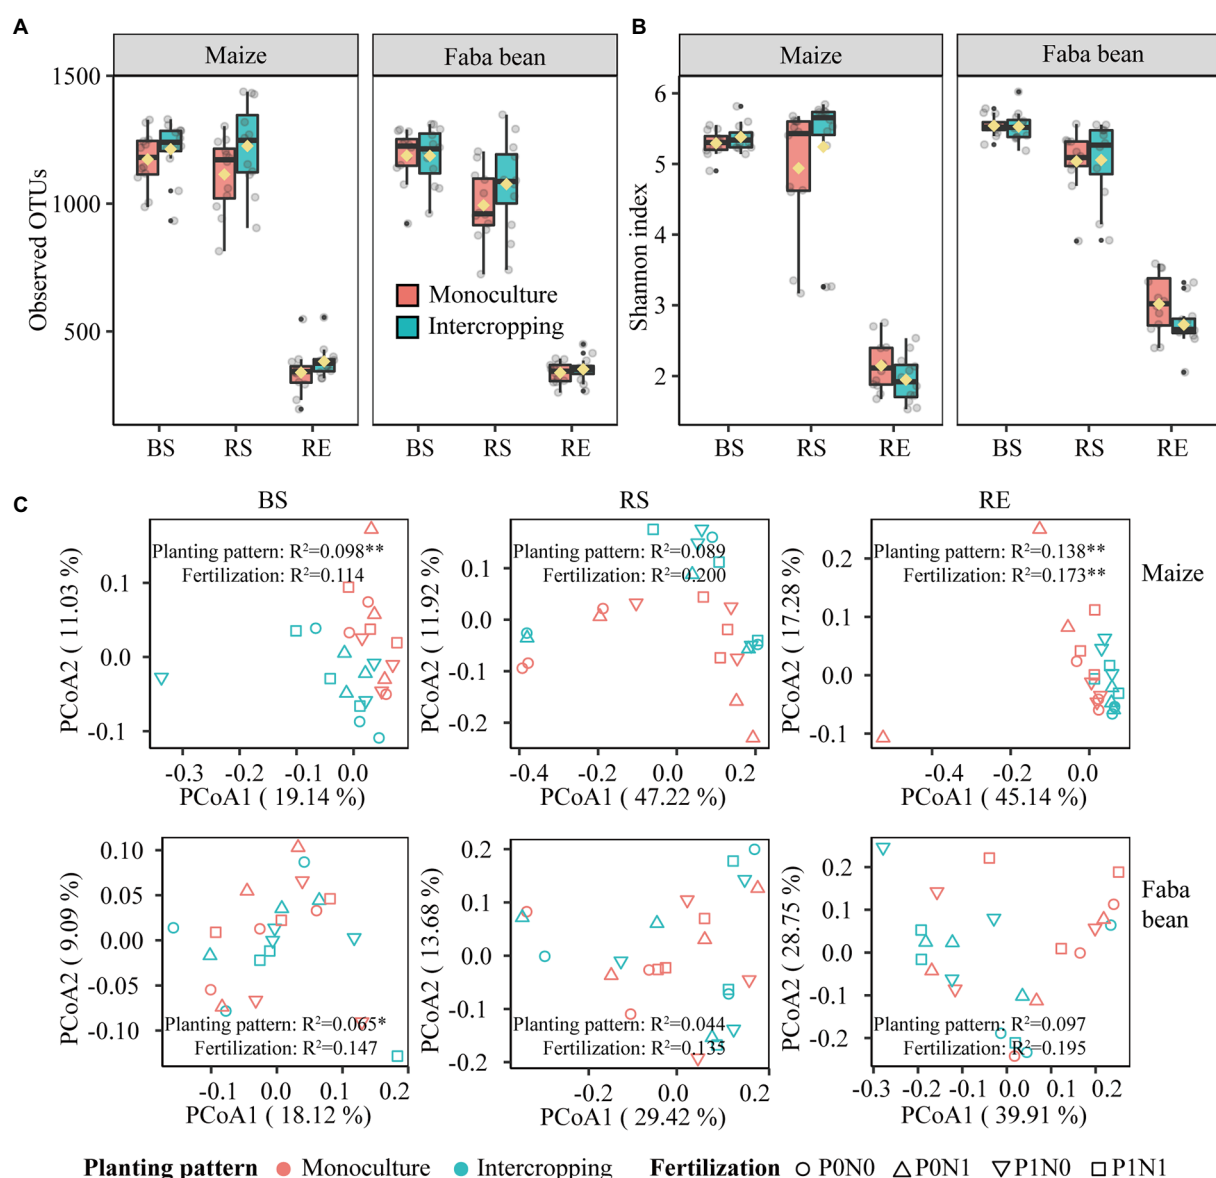 A
B
Maize
Faba bean
Maize
Faba bean
Observed OTUs
1500
1000
500
Monoculture
Intercropping
BS
RS
RE
BS
RS
RE
Shannon index
6
5
4
3
2
BS
RS
RE
BS
RS
RE
C
BS
RS
RE
PCoA2 ( 11.03 %)
0.1
0.0
-0.1
Planting pattern: R²=0.098**
Fertilization: R²=0.114
-0.3
-0.2
-0.1
0.0
PCoA1 ( 19.14 %)
PCoA2 ( 11.92 %)
0.1
0.0
-0.1
-0.2
Planting pattern: R²=0.089
Fertilization: R²=0.200
-0.4
-0.2
0.0
0.2
PCoA1 ( 47.22 %)
PCoA2 ( 17.28 %)
0.2
0.1
0.0
-0.1
Planting pattern: R²=0.138**
Fertilization: R²=0.173**
-0.4
-0.2
0.0
PCoA1 ( 45.14 %)
Maize
PCoA2 ( 9.09 %)
0.10
0.05
0.00
-0.05
-0.10
Planting pattern: R²=0.065*
Fertilization: R²=0.147
-0.1
0.0
0.1
0.2
PCoA1 ( 18.12 %)
PCoA2 ( 13.68 %)
0.2
0.1
0.0
-0.1
-0.2
Planting pattern: R²=0.044
Fertilization: R²=0.135
-0.2
0.0
0.2
PCoA1 ( 29.42 %)
PCoA2 ( 28.75 %)
0.2
0.1
0.0
-0.1
-0.2
Planting pattern: R²=0.097
Fertilization: R²=0.195
-0.3
-0.2
-0.1
0.0
0.1
0.2
PCoA1 ( 39.91 %)
Faba
bean
Planting pattern Monoculture Intercropping Fertilization P0N0 P0N1 P1N0 P1N1